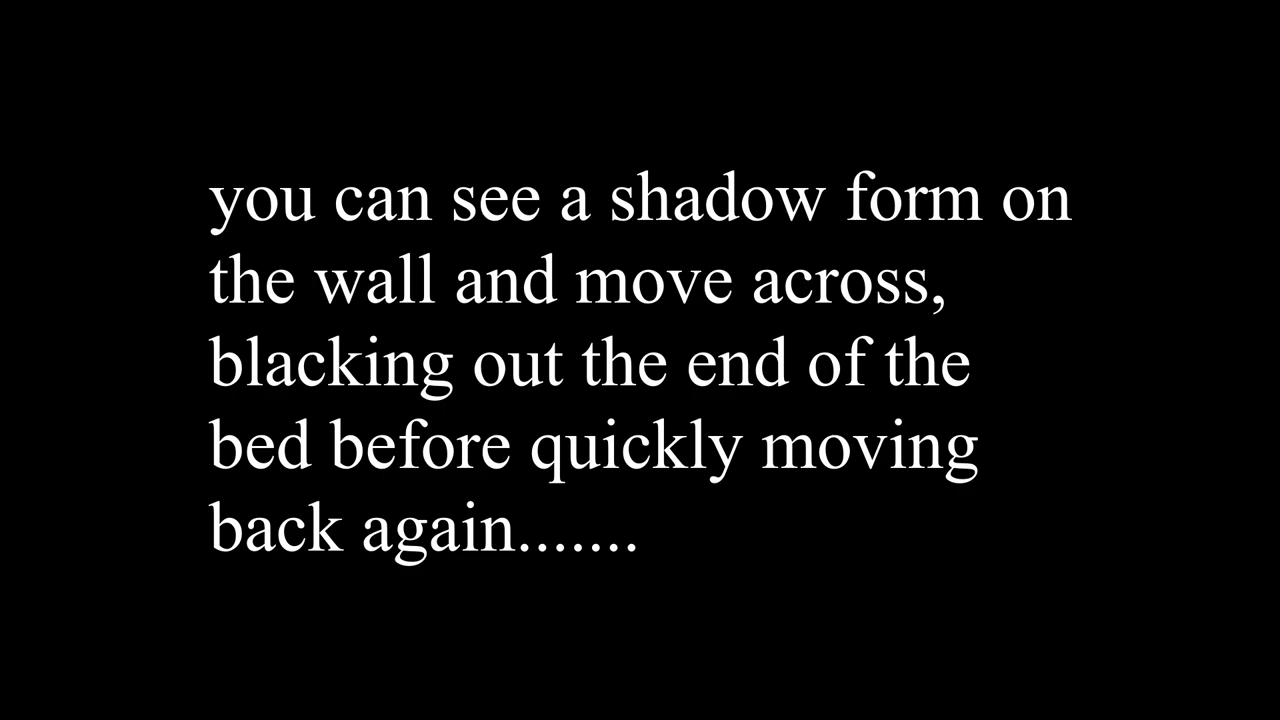 you can see a shadow form on
the wall and move across,
blacking out the end of the
bed before quickly moving
back again.......